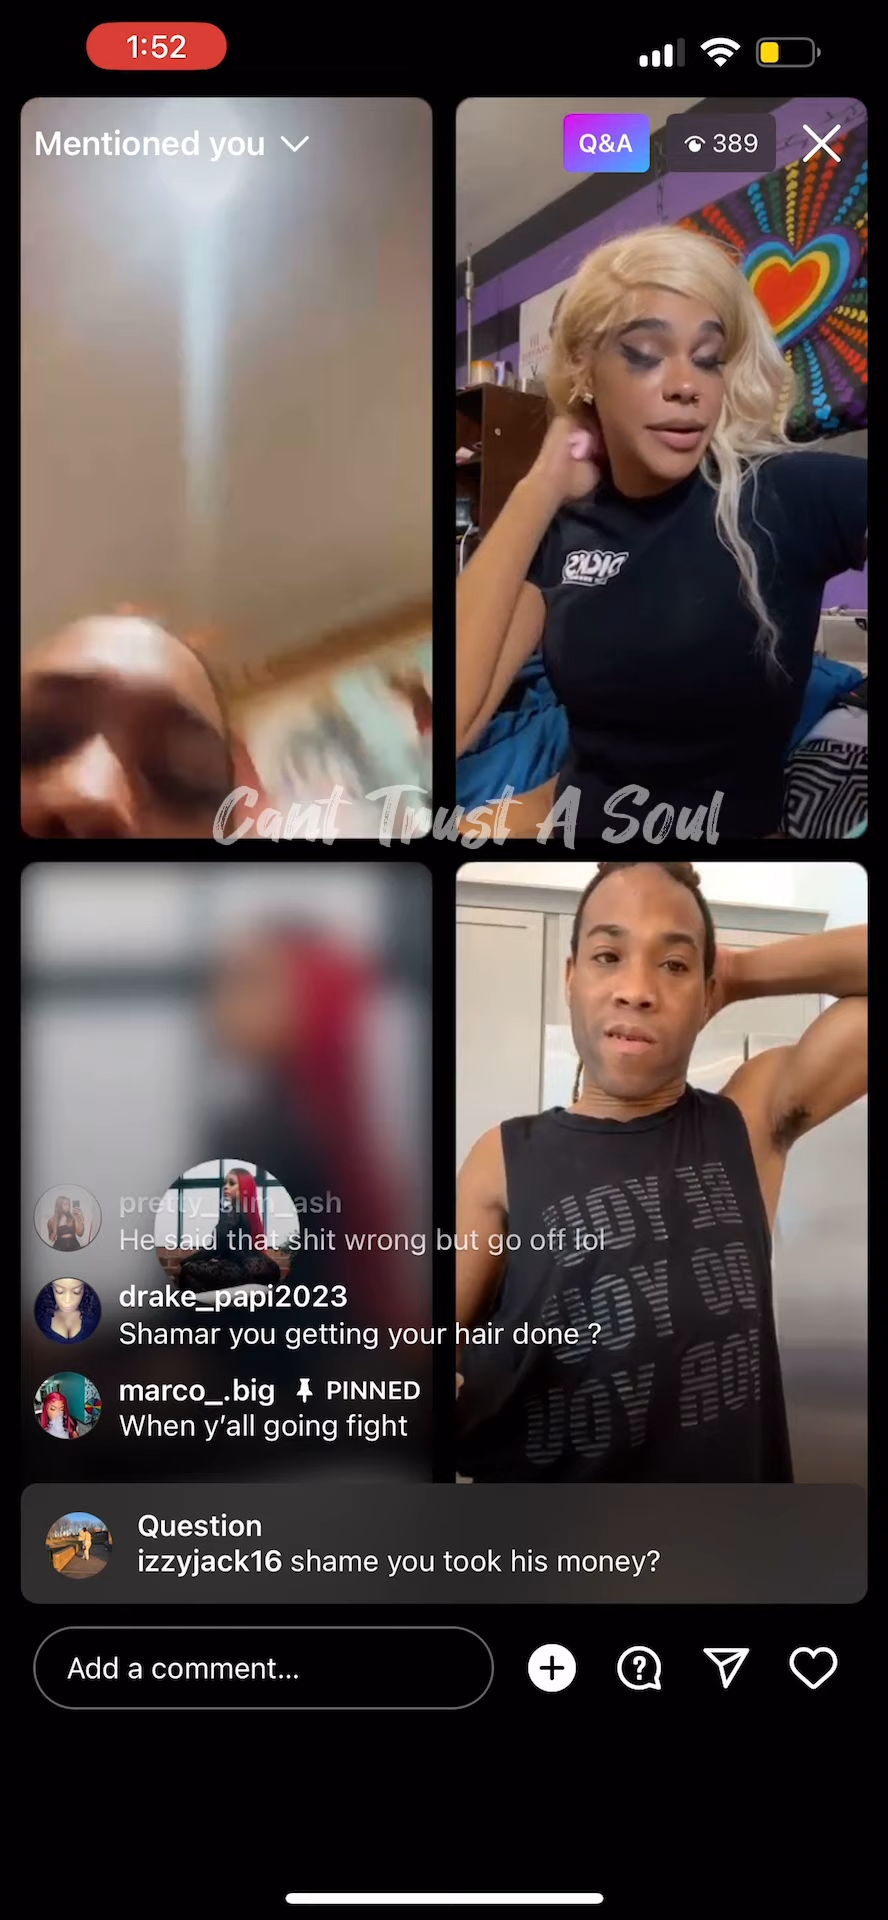 1:52
Mentioned you
Q&A
389
DICKS
Cant Trust A Soul
pretty_slim_ash
He said that shit wrong but go off lol
drake_papi2023
Shamar you getting your hair done ?
marco_.big PINNED
When y'all going fight
Question
izzyjack16 shame you took his money?
Add a comment...